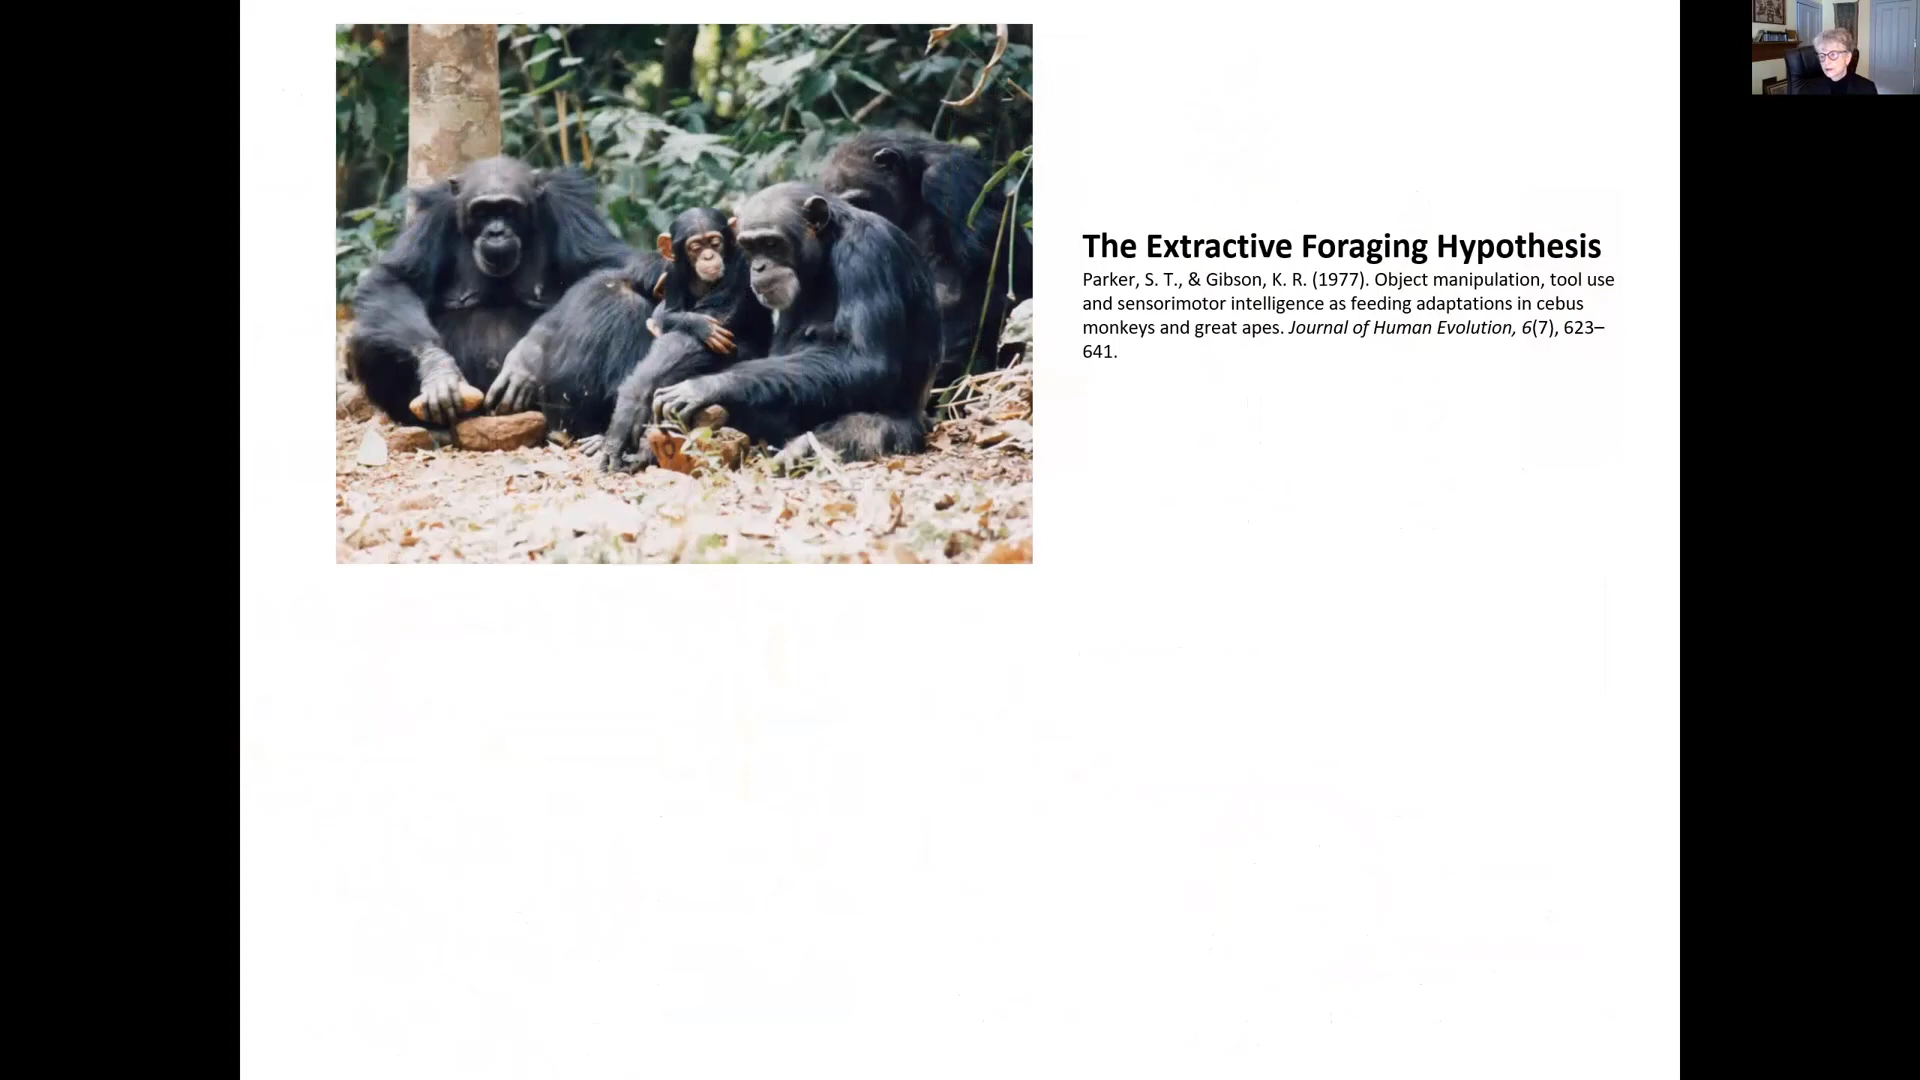 The Extractive Foraging Hypothesis
Parker, S. T., & Gibson, K. R. (1977). Object manipulation, tool use
and sensorimotor intelligence as feeding adaptations in cebus
monkeys and great apes. Journal of Human Evolution, 6(7), 623–
641.